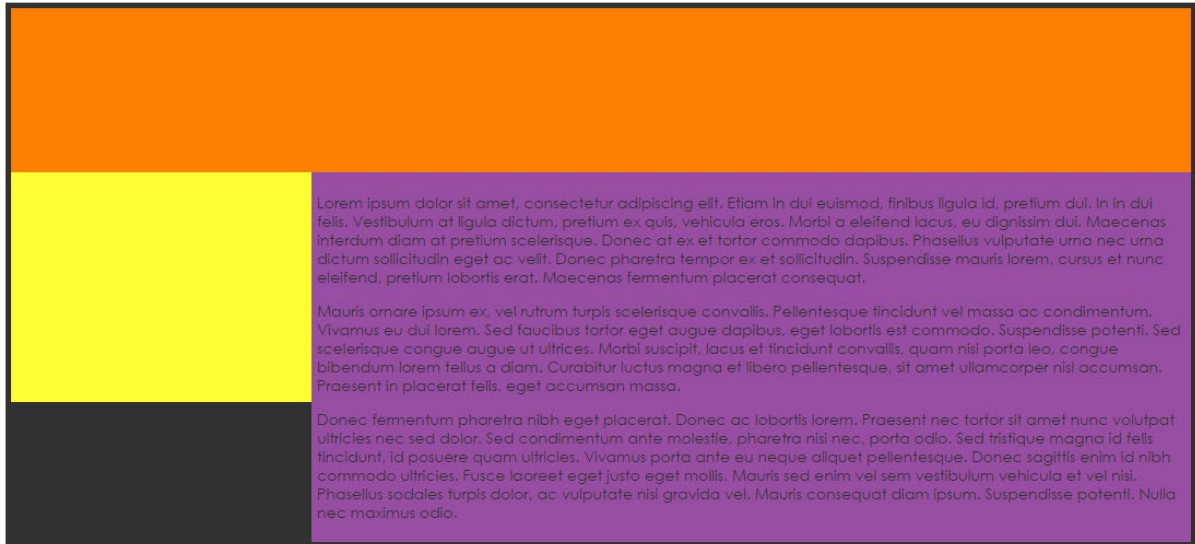 Lorem ipsum dolor sit amet, consectetur adipiscing elit. Etiam in dui euismod, finibus ligula id, pretium dui. In in dui
felis. Vestibulum at ligula dictum, pretium ex quis, vehicula eros. Morbi a eleifend lacus, eu dignissim dui. Maecenas
interdum diam at pretium scelerisque. Donec at ex et tortor commodo dapibus. Phasellus vulputate urna nec urna
dictum sollicitudin eget ac velit. Donec pharetra tempor ex et sollicitudin. Suspendisse mauris lorem, cursus et nunc
eleifend, pretium lobortis erat. Maecenas fermentum placerat consequat.
Mauris ornare ipsum ex, vel rutrum turpis scelerisque convallis. Pellentesque tincidunt vel massa ac condimentum.
Vivamus eu dui lorem. Sed faucibus tortor eget augue dapibus, eget lobortis est commodo. Suspendisse potenti. Sed
scelerisque congue augue ut ultrices. Morbi suscipit, lacus et tincidunt convallis, quam nisi porta leo, congue
bibendum lorem tellus a diam. Curabitur luctus magna et libero pellentesque, sit amet ullamcorper nisl accumsan.
Praesent in placerat felis, eget accumsan massa.
Donec fermentum pharetra nibh eget placerat. Donec ac lobortis lorem. Praesent nec tortor sit amet nunc volutpat
ultricies nec sed dolor. Sed condimentum ante molestie, pharetra nisi nec, porta odio. Sed tristique magna id felis
tincidunt, id posuere quam ultricies. Vivamus porta ante eu neque aliquet pellentesque. Donec sagittis enim id nibh
commodo ultricies. Fusce laoreet eget justo eget mollis. Mauris sed enim vel sem vestibulum vehicula et vel nisi.
Phasellus sodales turpis dolor, ac vulputate nisi gravida vel. Mauris consequat diam ipsum. Suspendisse potenti. Nulla
nec maximus odio.